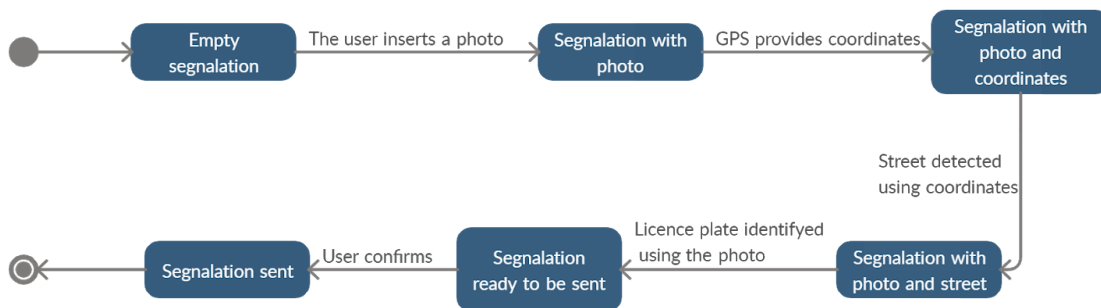 Empty
segnalation
The user inserts a photo
Segnalation with
photo
GPS provides coordinates
Segnalation with
photo and
coordinates
Street detected
using coordinates
Segnalation with
photo and street
Licence plate identifyed
using the photo
Segnalation
ready to be sent
User confirms
Segnalation sent